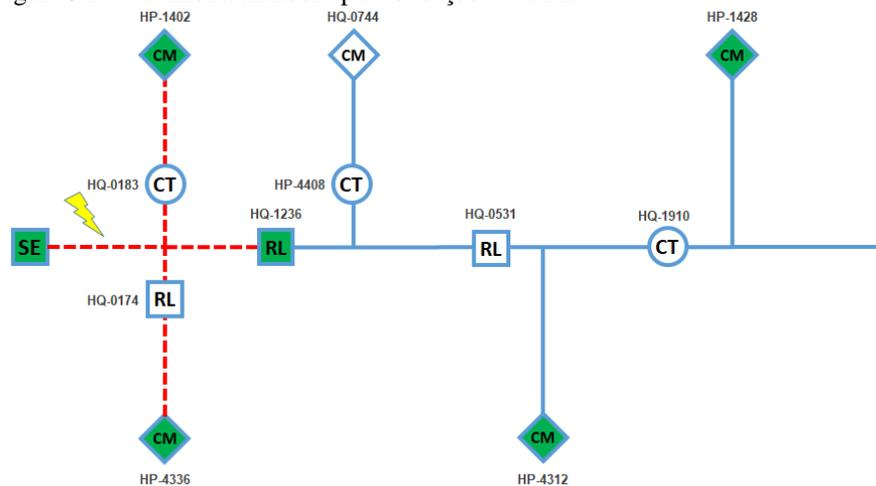 HP-1402
HQ-0744
HP-1428
CM
CM
CM
HQ-0183
CT
HP-4408
CT
HQ-1236
HQ-0531
HQ-1910
SE
RL
RL
CT
HQ-0174
RL
CM
CM
HP-4336
HP-4312